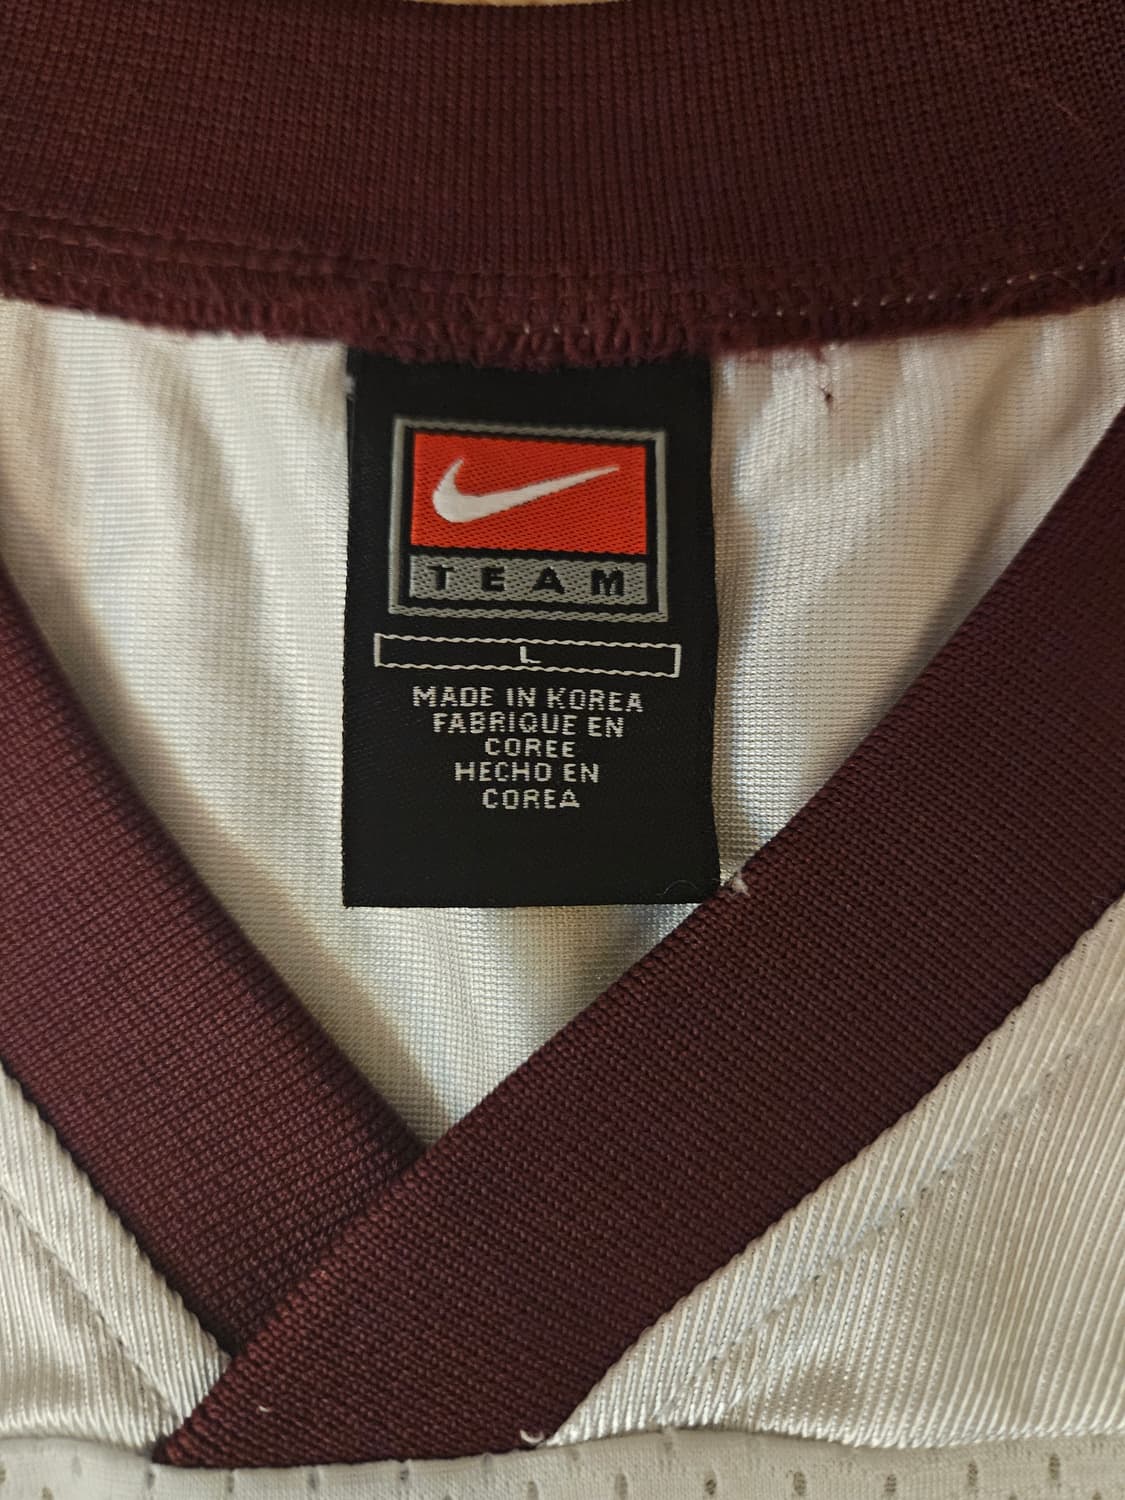 TEAM
L
MADE IN KOREA
FABRIQUE EN
COREE
HECHO EN
COREA